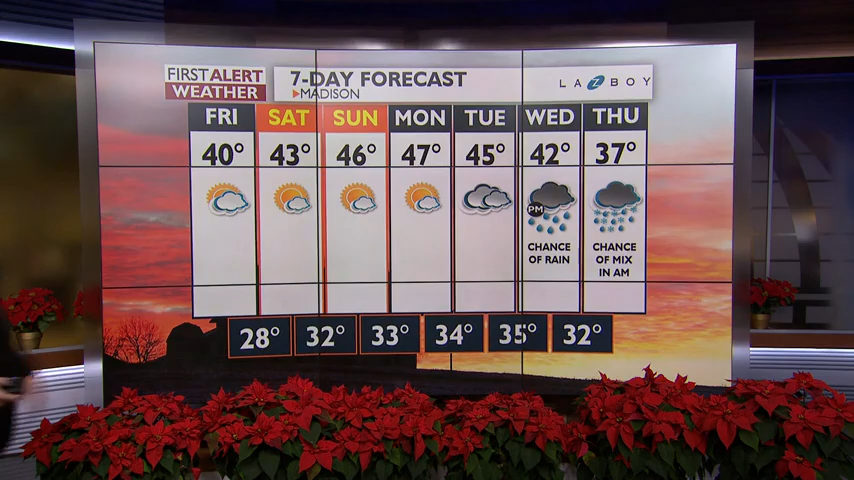 FIRST ALERT
WEATHER
7-DAY FORECAST
MADISON
LA Z BOY
FRI SAT SUN MON TUE WED THU
40° 43° 46° 47° 45° 42° 37°
PM
CHANCE
OF RAIN
CHANCE
OF MIX
IN AM
28° 32° 33° 34° 35° 32°